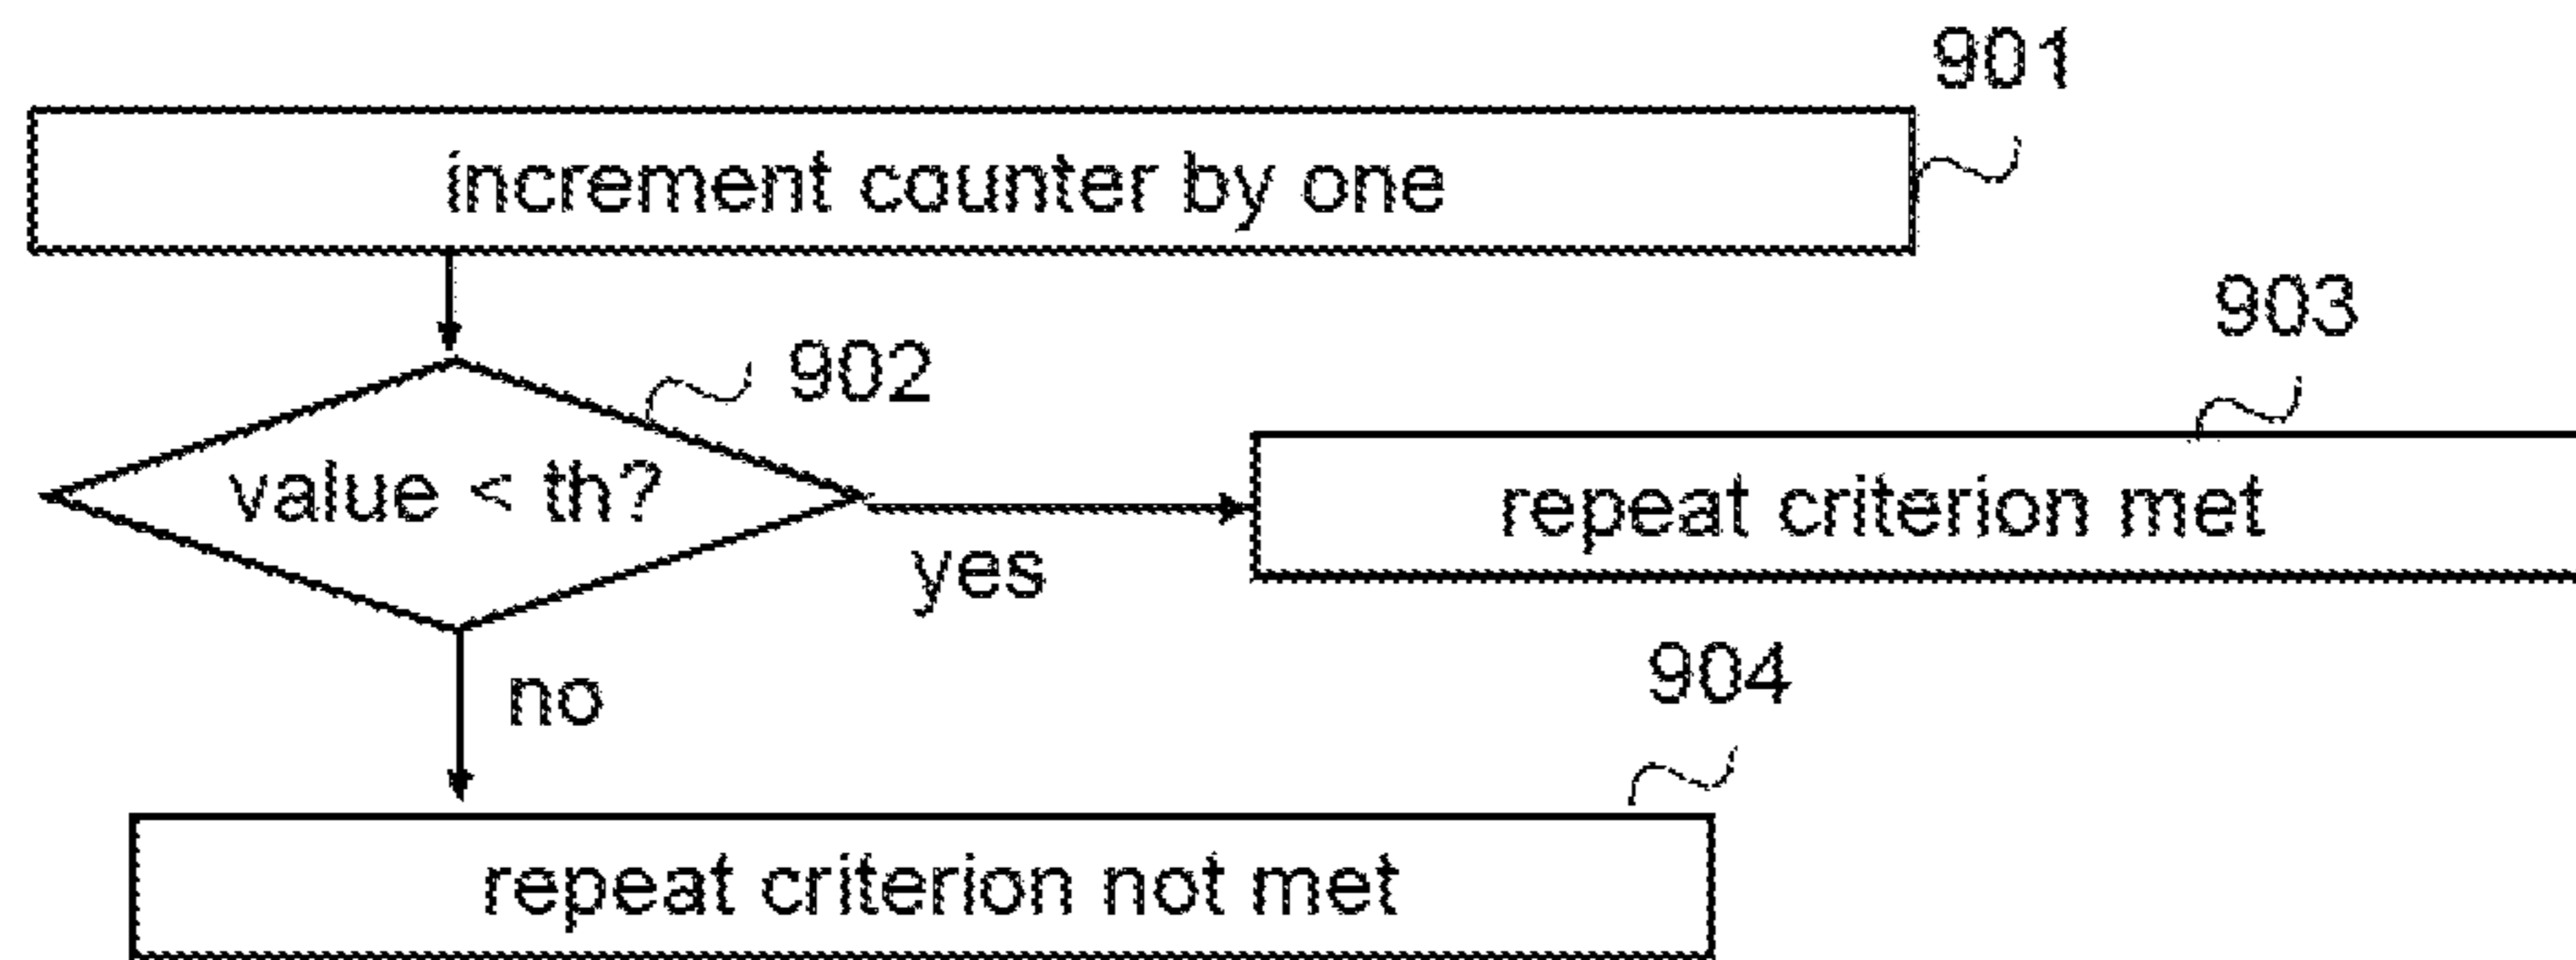 901
increment counter by one
903
902
value < th?
repeat criterion met
yes
904
no
repeat criterion not met